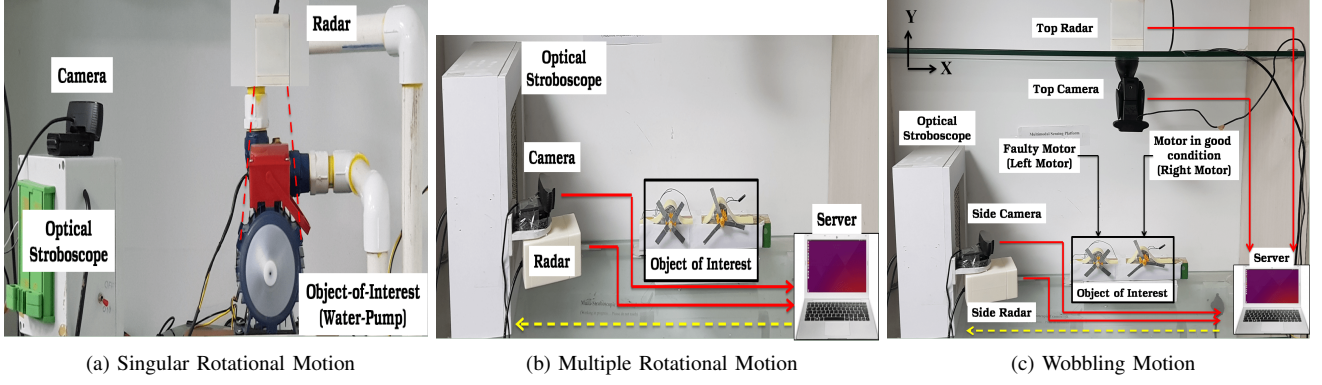 Radar
Camera
Optical
Stroboscope
Object-of-Interest
(Water-Pump)
(a) Singular Rotational Motion
Optical
Stroboscope
Camera
Radar
Object of Interest
Server
(b) Multiple Rotational Motion
Y
X
Top Radar
Top Camera
Optical
Stroboscope
Faulty Motor
(Left Motor)
Motor in good
condition
(Right Motor)
Side Camera
Object of Interest
Server
Side Radar
(c) Wobbling Motion